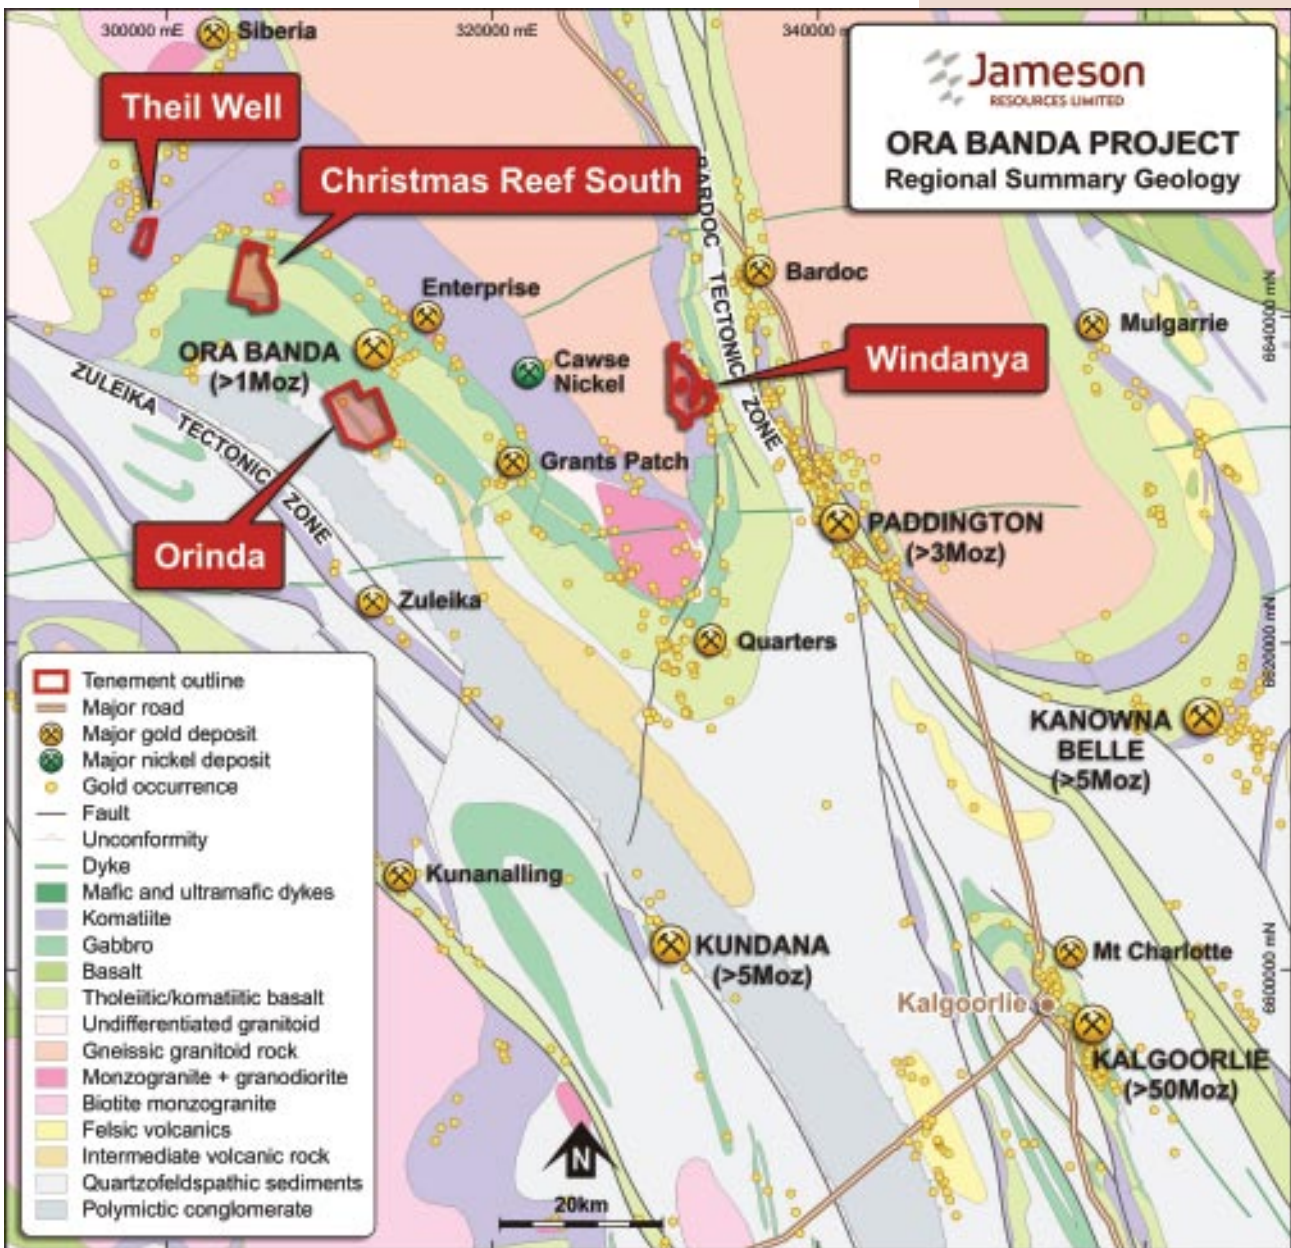 300000 mE
Siberia
320000 mE
340000 m
Jameson
RESOURCES LIMITED
ORA BANDA PROJECT
Regional Summary Geology
Theil Well
Christmas Reef South
BARDOC TECTONIC ZONE
Bardoc
Enterprise
Mulgarrie
6640000 mN
ORA BANDA
(>1Moz)
Cawse
Nickel
Windanya
ZULEIKA TECTONIC ZONE
Grants Patch
Orinda
PADDINGTON
(>3Moz)
Zuleika
Quarters
6620000 mN
KANOWNA
BELLE
(>5Moz)
Tenement outline
Major road
Major gold deposit
Major nickel deposit
Gold occurrence
Fault
Unconformity
Dyke
Mafic and ultramafic dykes
Komatiite
Gabbro
Basalt
Tholeiitic/komatiitic basalt
Undifferentiated granitoid
Gneissic granitoid rock
Monzogranite + granodiorite
Biotite monzogranite
Felsic volcanics
Intermediate volcanic rock
Quartzofeldspathic sediments
Polymictic conglomerate
Kunanalling
KUNDANA
(>5Moz)
Mt Charlotte
6600000 mN
Kalgoorlie
KALGOORLIE
(>50Moz)
N
20km